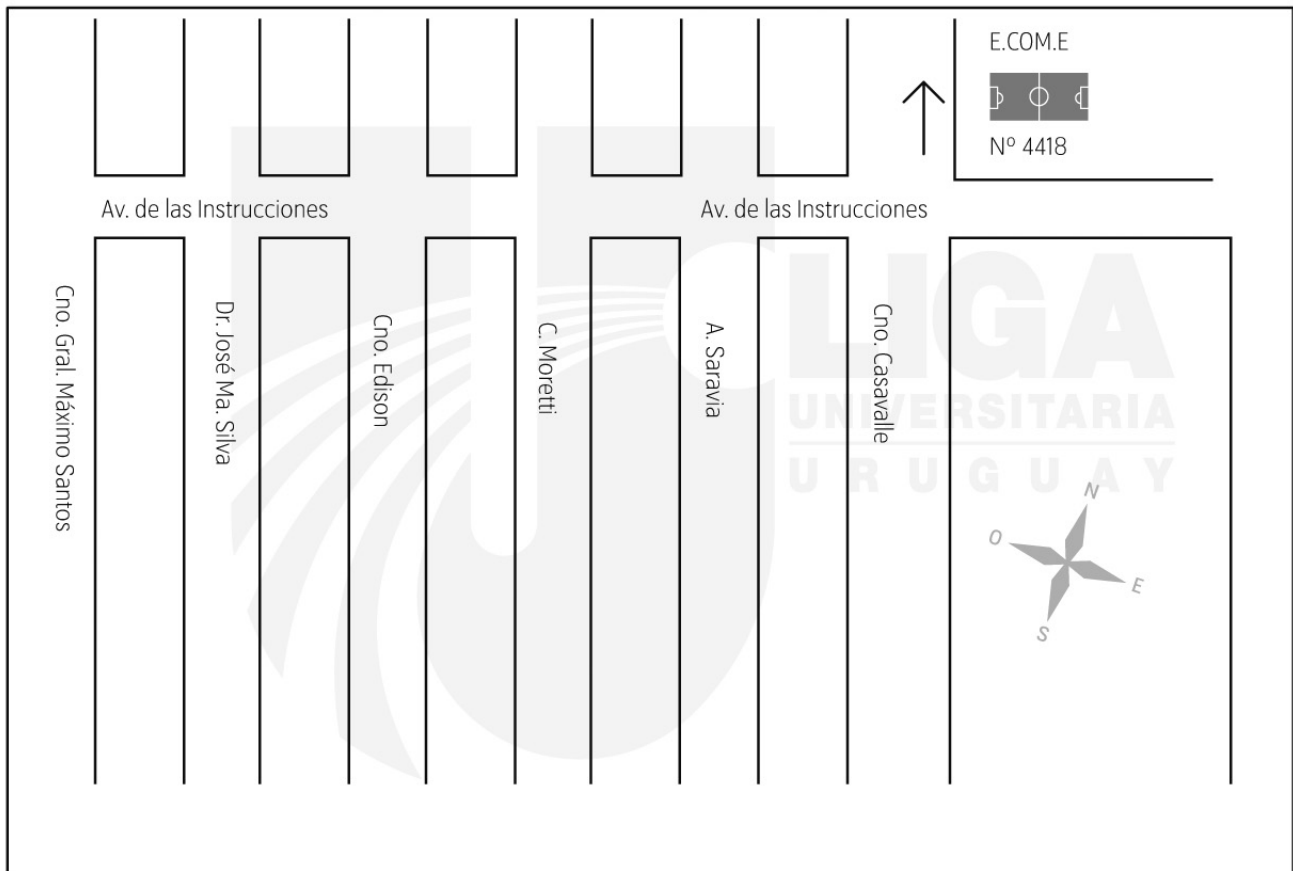 E.COM.E
Nº 4418
Av. de las Instrucciones
Av. de las Instrucciones
Cno. Gral. Máximo Santos
Dr. José Ma. Silva
Cno. Edison
C. Moretti
A. Saravia
Cno. Casavalle
LIGA
UNIVERSITARIA
URUGUAY
N
O
E
S